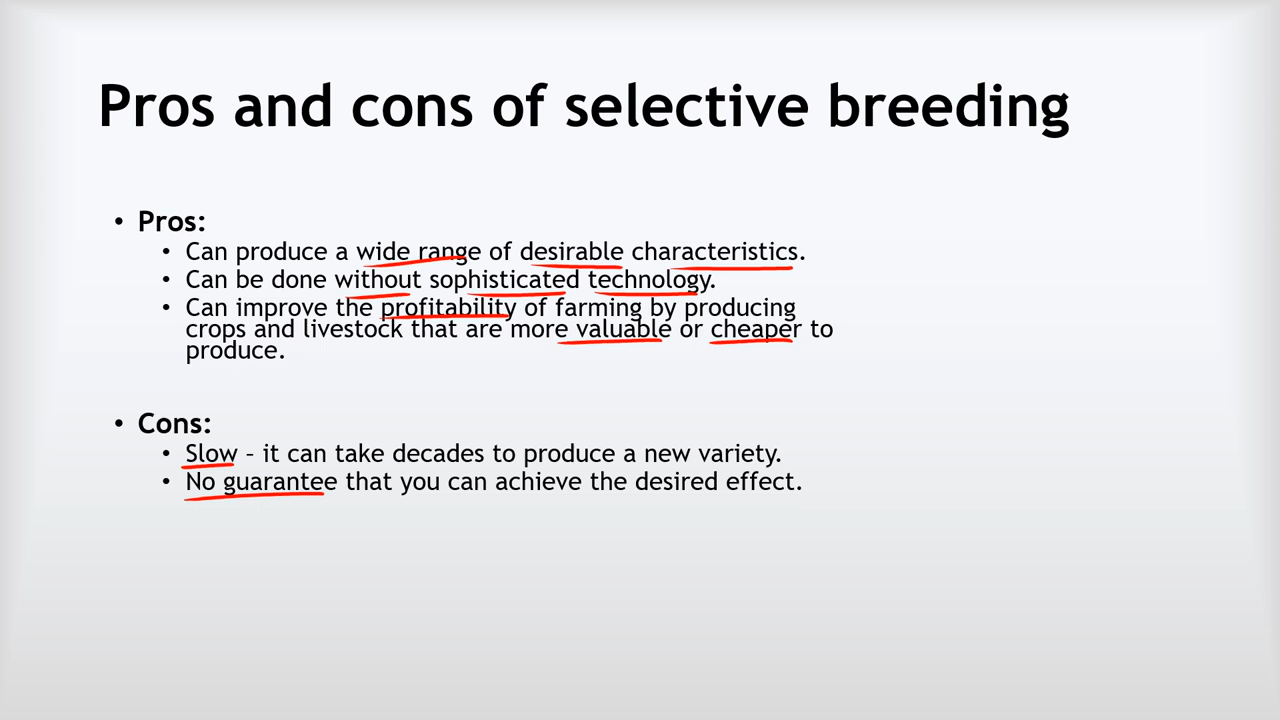 Pros and cons of selective breeding
• Pros:
• Can produce a wide range of desirable characteristics.
• Can be done without sophisticated technology.
• Can improve the profitability of farming by producing
crops and livestock that are more valuable or cheaper to
produce.
• Cons:
• Slow – it can take decades to produce a new variety.
• No guarantee that you can achieve the desired effect.